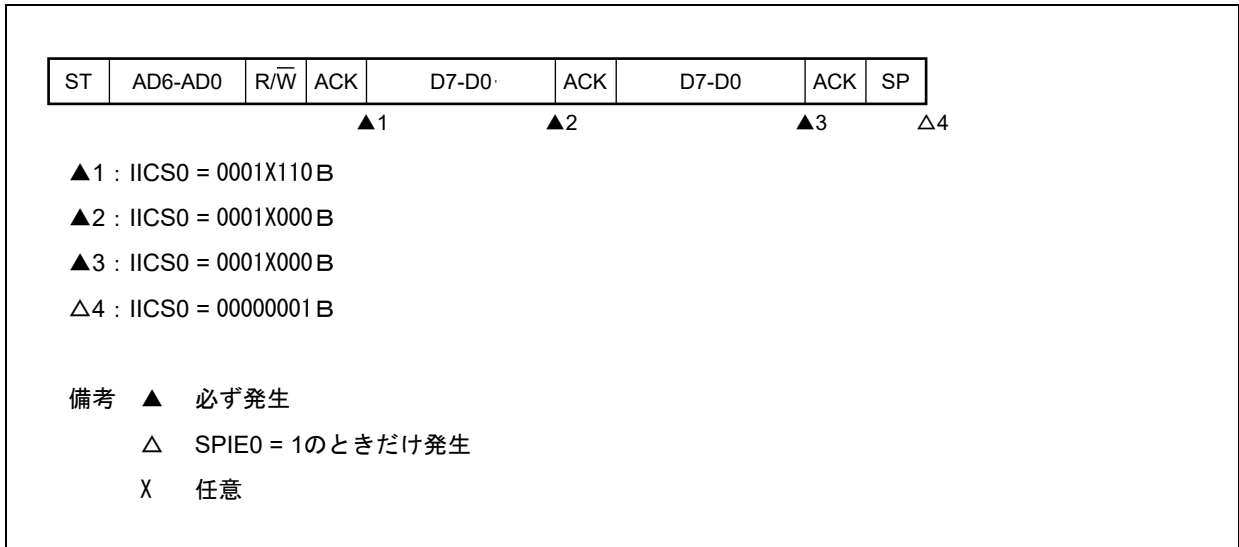 ST AD6-AD0 R/W̅ ACK D7-D0 ACK D7-D0 ACK SP
▲1 ▲2 ▲3 △4
▲1：IICS0 = 0001X110B
▲2：IICS0 = 0001X000B
▲3：IICS0 = 0001X000B
△4：IICS0 = 00000001B
備考 ▲ 必ず発生
△ SPIE0 = 1のときだけ発生
X 任意